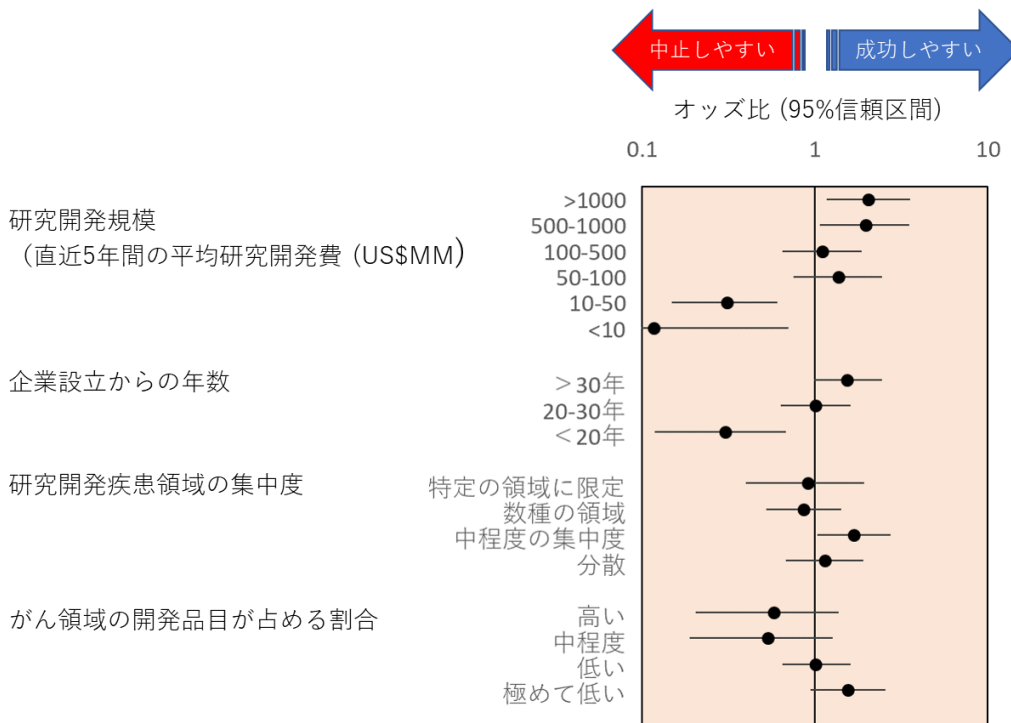 中止しやすい
成功しやすい
オッズ比 (95%信頼区間)
0.1 1 10
研究開発規模
（直近5年間の平均研究開発費 (US$MM)
>1000
500-1000
100-500
50-100
10-50
<10
企業設立からの年数
＞30年
20-30年
＜20年
研究開発疾患領域の集中度
特定の領域に限定
数種の領域
中程度の集中度
分散
がん領域の開発品目が占める割合
高い
中程度
低い
極めて低い